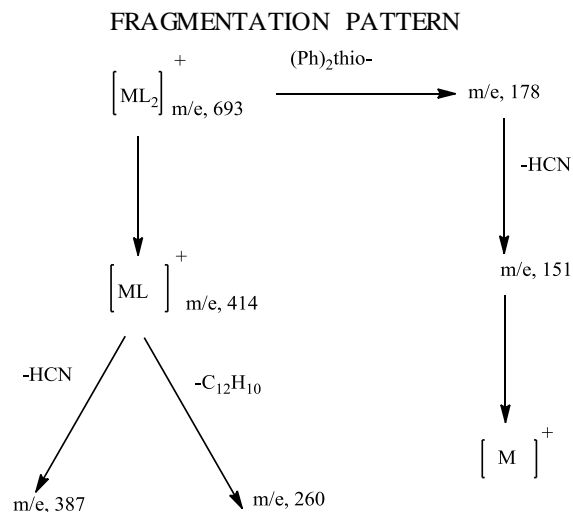 FRAGMENTATION PATTERN
(Ph)₂thio-
[ML₂]⁺ m/e, 693
m/e, 178
-HCN
m/e, 151
[ML ]⁺ m/e, 414
-HCN
-C₁₂H₁₀
[ M ]⁺
m/e, 387
m/e, 260